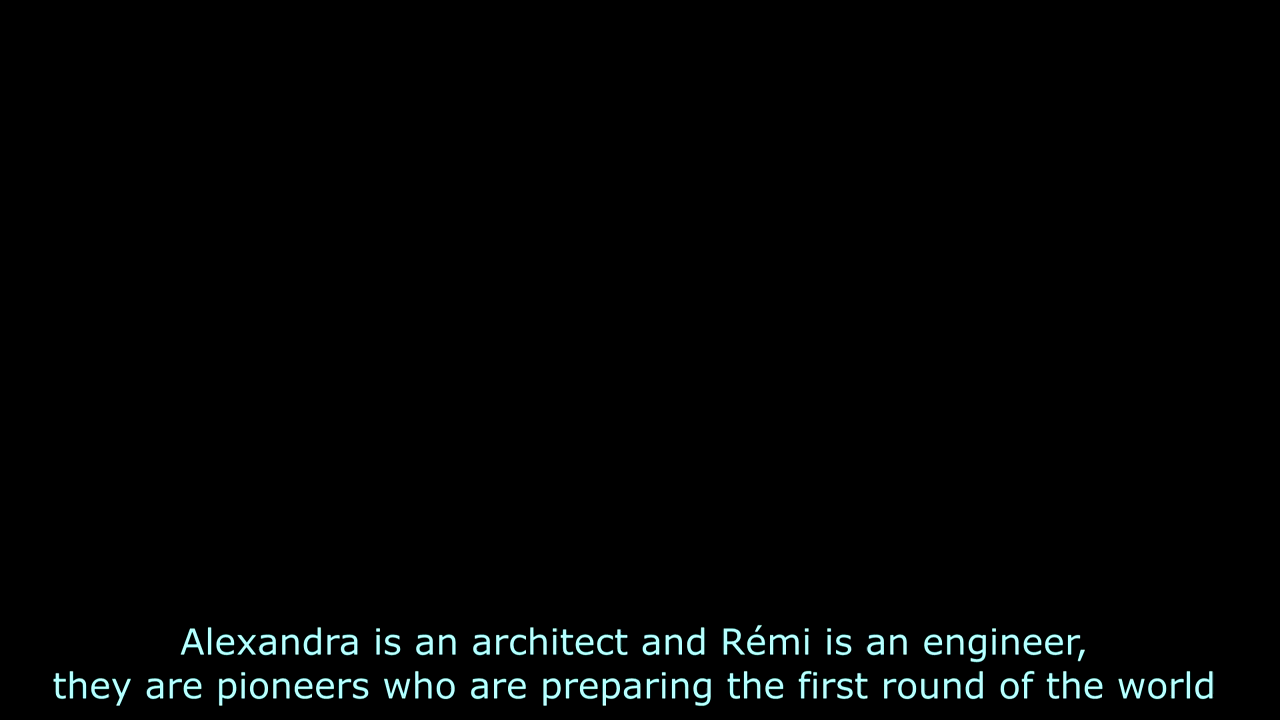 Alexandra is an architect and Rémi is an engineer,
they are pioneers who are preparing the first round of the world